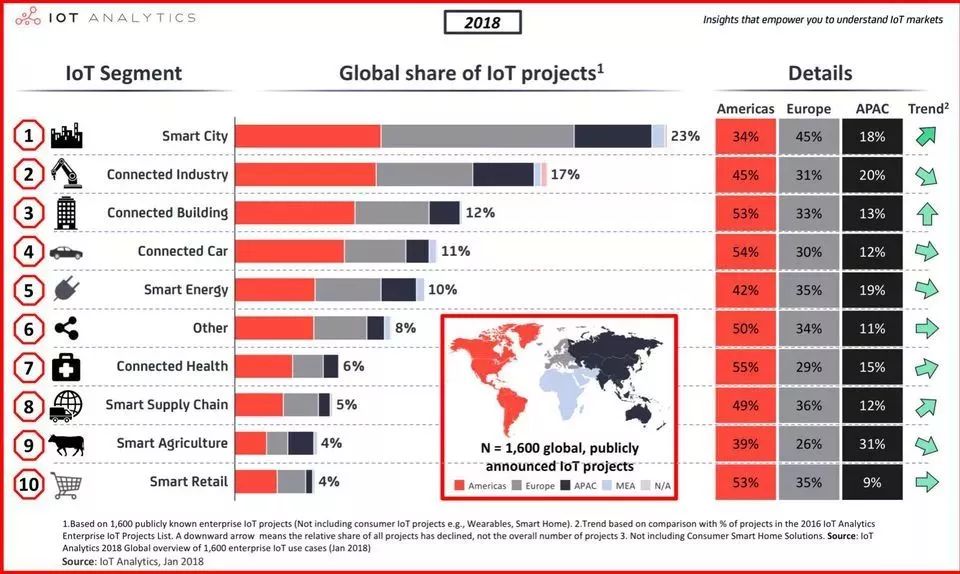 IOT ANALYTICS
2018
Insights that empower you to understand IoT markets
IoT Segment
Global share of IoT projects1
Details
Americas Europe APAC Trend2
1 Smart City 23% 34% 45% 18%
2 Connected Industry 17% 45% 31% 20%
3 Connected Building 12% 53% 33% 13%
4 Connected Car 11% 54% 30% 12%
5 Smart Energy 10% 42% 35% 19%
6 Other 8% 50% 34% 11%
7 Connected Health 6% 55% 29% 15%
8 Smart Supply Chain 5% 49% 36% 12%
9 Smart Agriculture 4% 39% 26% 31%
10 Smart Retail 4% 53% 35% 9%
N = 1,600 global, publicly
announced IoT projects
Americas Europe APAC MEA N/A
1.Based on 1,600 publicly known enterprise IoT projects (Not including consumer IoT projects e.g., Wearables, Smart Home). 2.Trend based on comparison with % of projects in the 2016 IoT Analytics
Enterprise IoT Projects List. A downward arrow means the relative share of all projects has declined, not the overall number of projects 3. Not including Consumer Smart Home Solutions. Source: IoT
Analytics 2018 Global overview of 1,600 enterprise IoT use cases (Jan 2018)
Source: IoT Analytics, Jan 2018